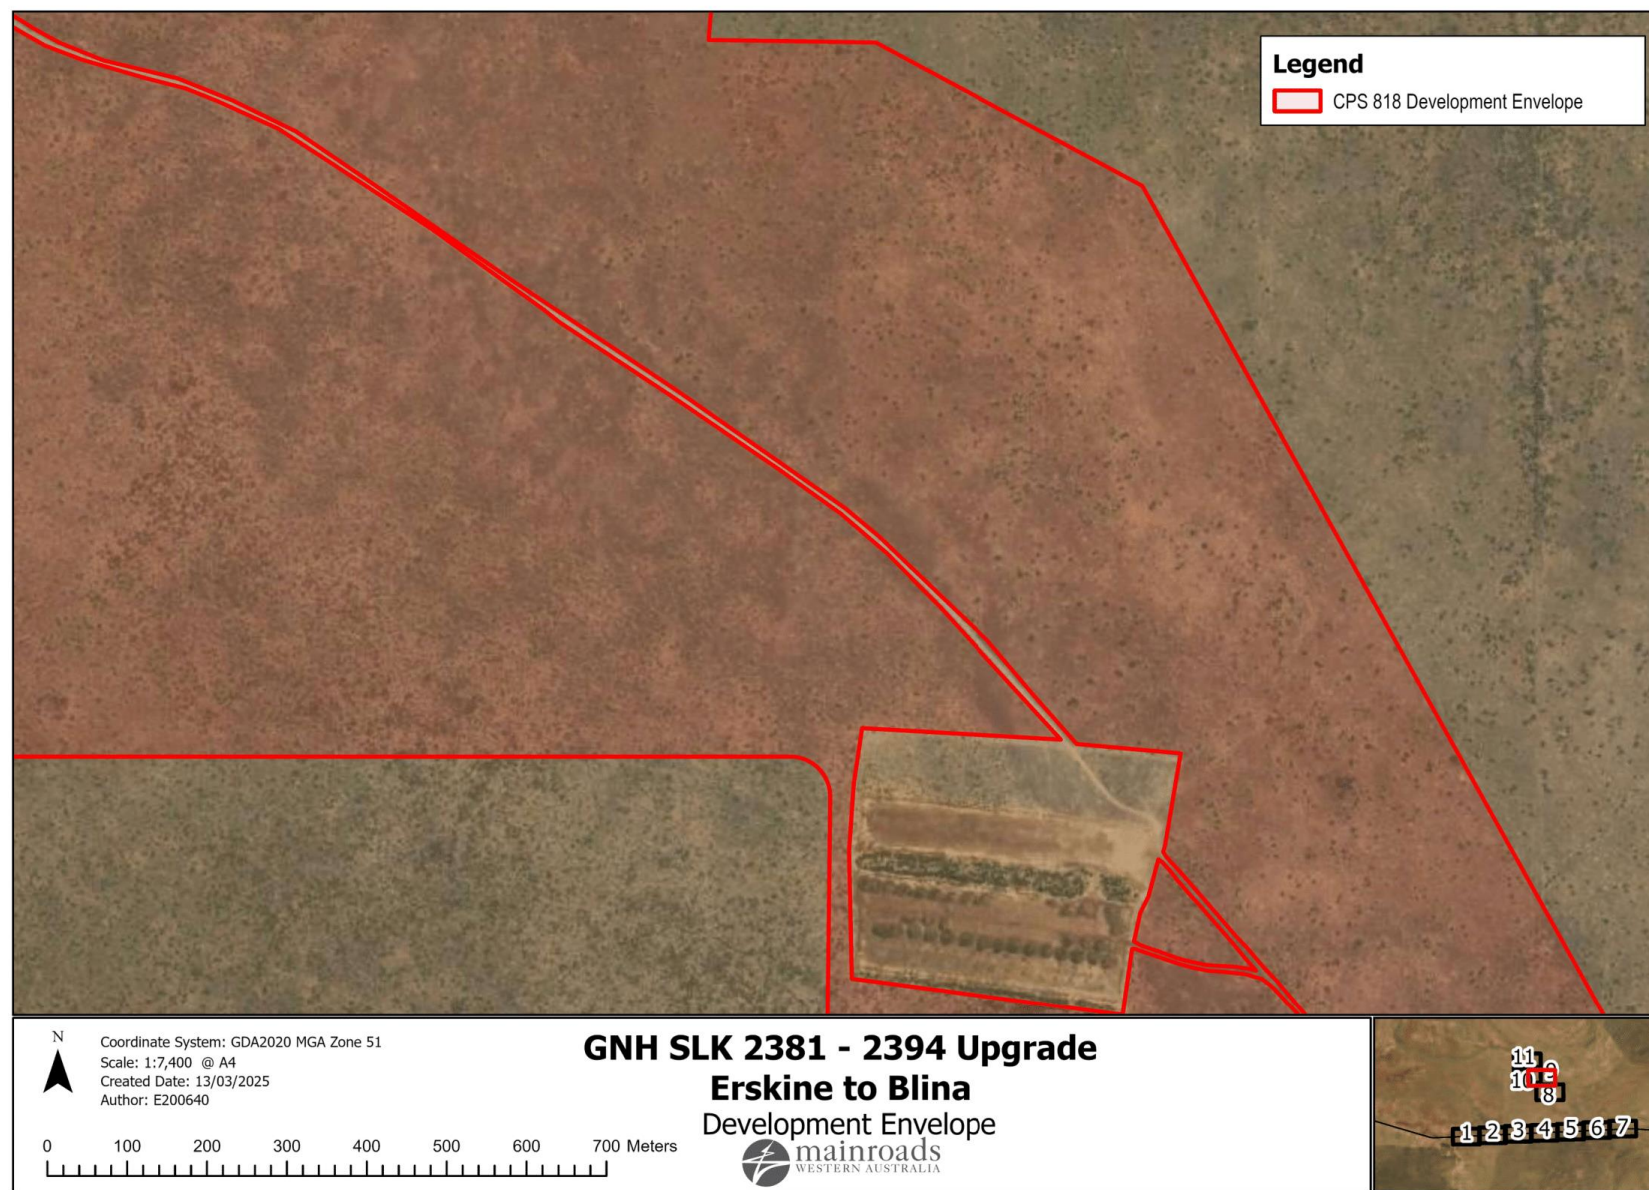 Legend
CPS 818 Development Envelope
N
Coordinate System: GDA2020 MGA Zone 51
Scale: 1:7,400 @ A4
Created Date: 13/03/2025
Author: E200640
0 100 200 300 400 500 600 700 Meters
GNH SLK 2381 - 2394 Upgrade
Erskine to Blina
Development Envelope
mainroads
WESTERN AUSTRALIA
11
9
10
8
1 2 3 4 5 6 7